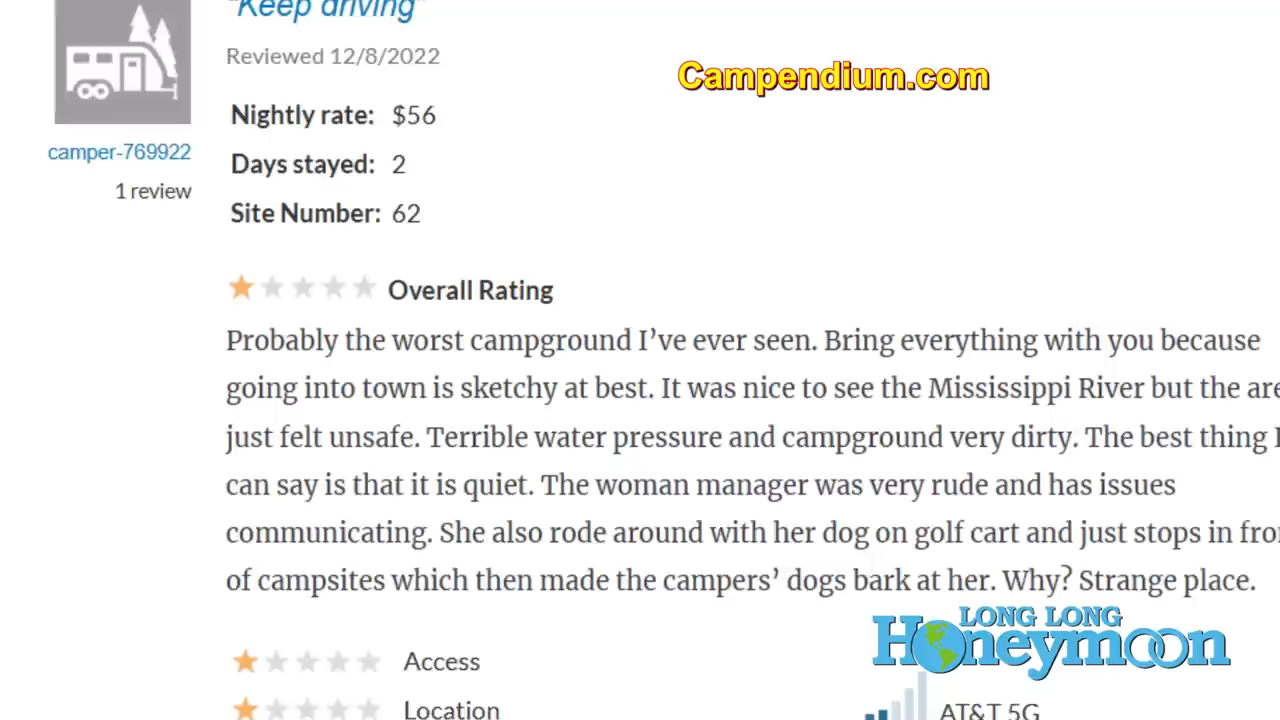 "Keep driving"
Reviewed 12/8/2022
Campendium.com
Nightly rate: $56
camper-769922
Days stayed: 2
1 review
Site Number: 62
Overall Rating
Probably the worst campground I've ever seen. Bring everything with you because
going into town is sketchy at best. It was nice to see the Mississippi River but the are
just felt unsafe. Terrible water pressure and campground very dirty. The best thing I
can say is that it is quiet. The woman manager was very rude and has issues
communicating. She also rode around with her dog on golf cart and just stops in fro
of campsites which then made the campers' dogs bark at her. Why? Strange place.
LONG LONG
Honeymoon
Access
Location
AT&T 5G